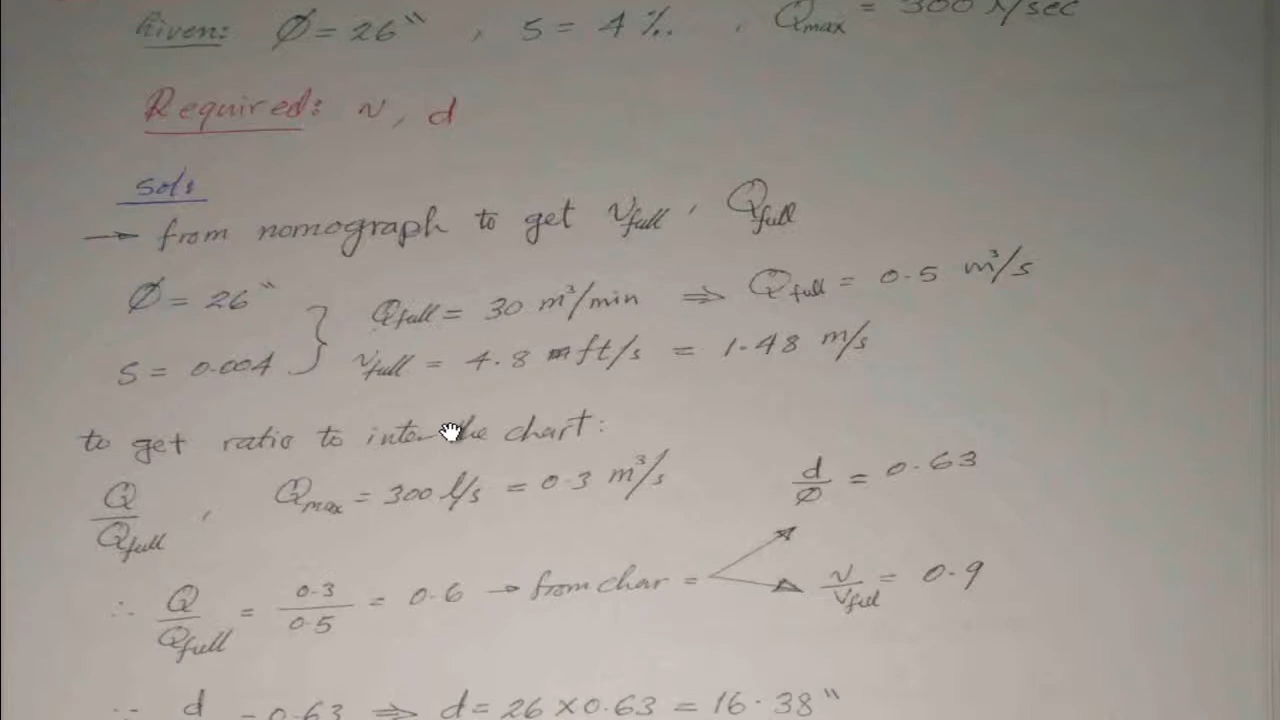 Given: Ø = 26" , S = 4 ‰ , Qmax = 300 l/sec
Required: v, d
Sol:
→ from nomograph to get vfull , Qfull
Ø = 26" } Qfull = 30 m³/min ⇒ Qfull = 0.5 m³/s
S = 0.004 } vfull = 4.8 ft/s = 1.48 m/s
to get ratio to inter the chart:
Q/Qfull , Qmax = 300 l/s = 0.3 m³/s
d/Ø = 0.63
∴ Q/Qfull = 0.3/0.5 = 0.6 → from char =
v/vfull = 0.9
∴ d = 0.63 ⇒ d = 26 × 0.63 = 16.38"